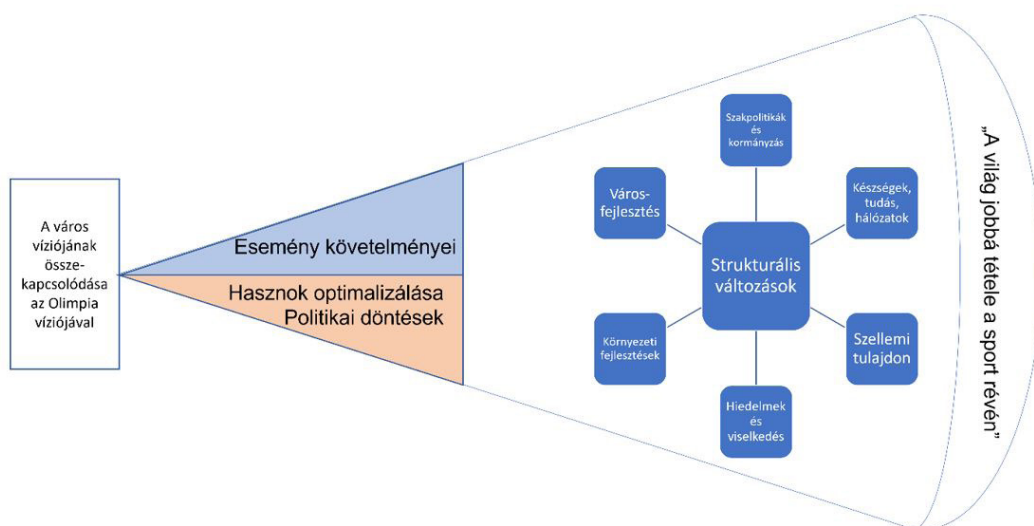 A város
víziójának
össze-
kapcsolódása
az Olimpia
víziójával
Esemény követelményei
Hasznok optimalizálása
Politikai döntések
Szakpolitikák
és
kormányzás
Város-
fejlesztés
Készségek,
tudás,
hálózatok
Strukturális
változások
Környezeti
fejlesztések
Szellemi
tulajdon
Hiedelmek
és
viselkedés
„A világ jobbá tétele a sport révén”